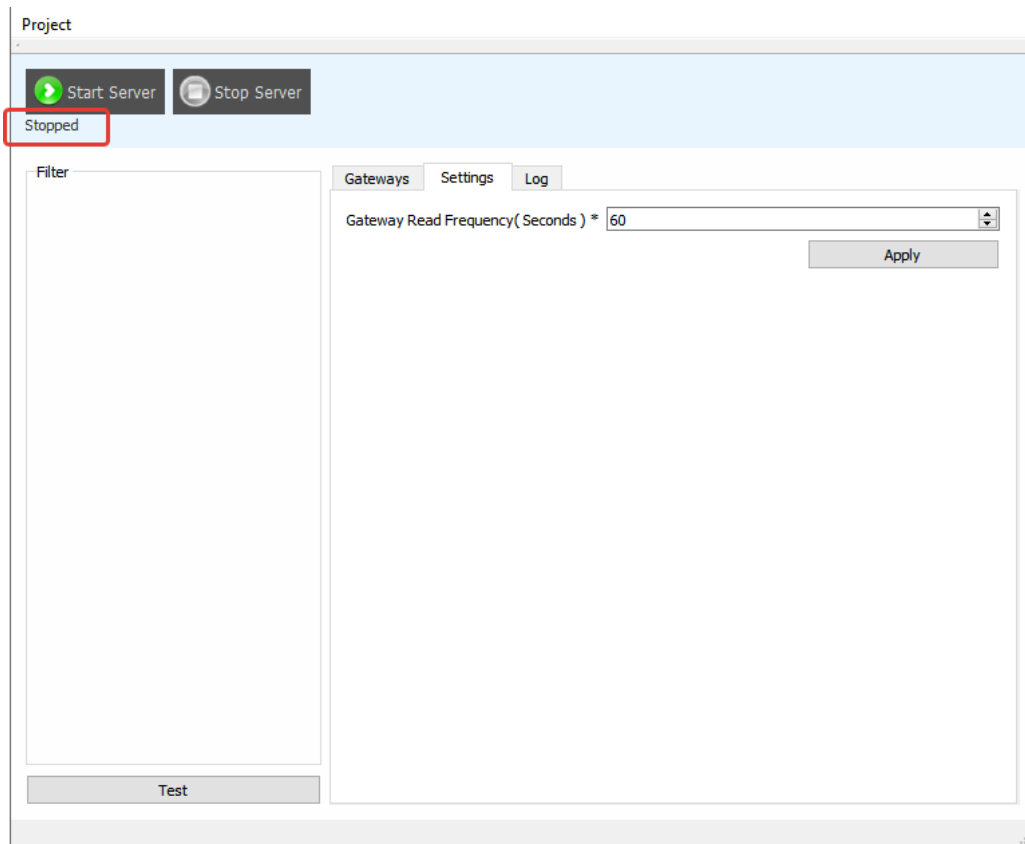 Project
Start Server Stop Server
Stopped
Filter
Gateways Settings Log
Gateway Read Frequency( Seconds ) * 60
Apply
Test